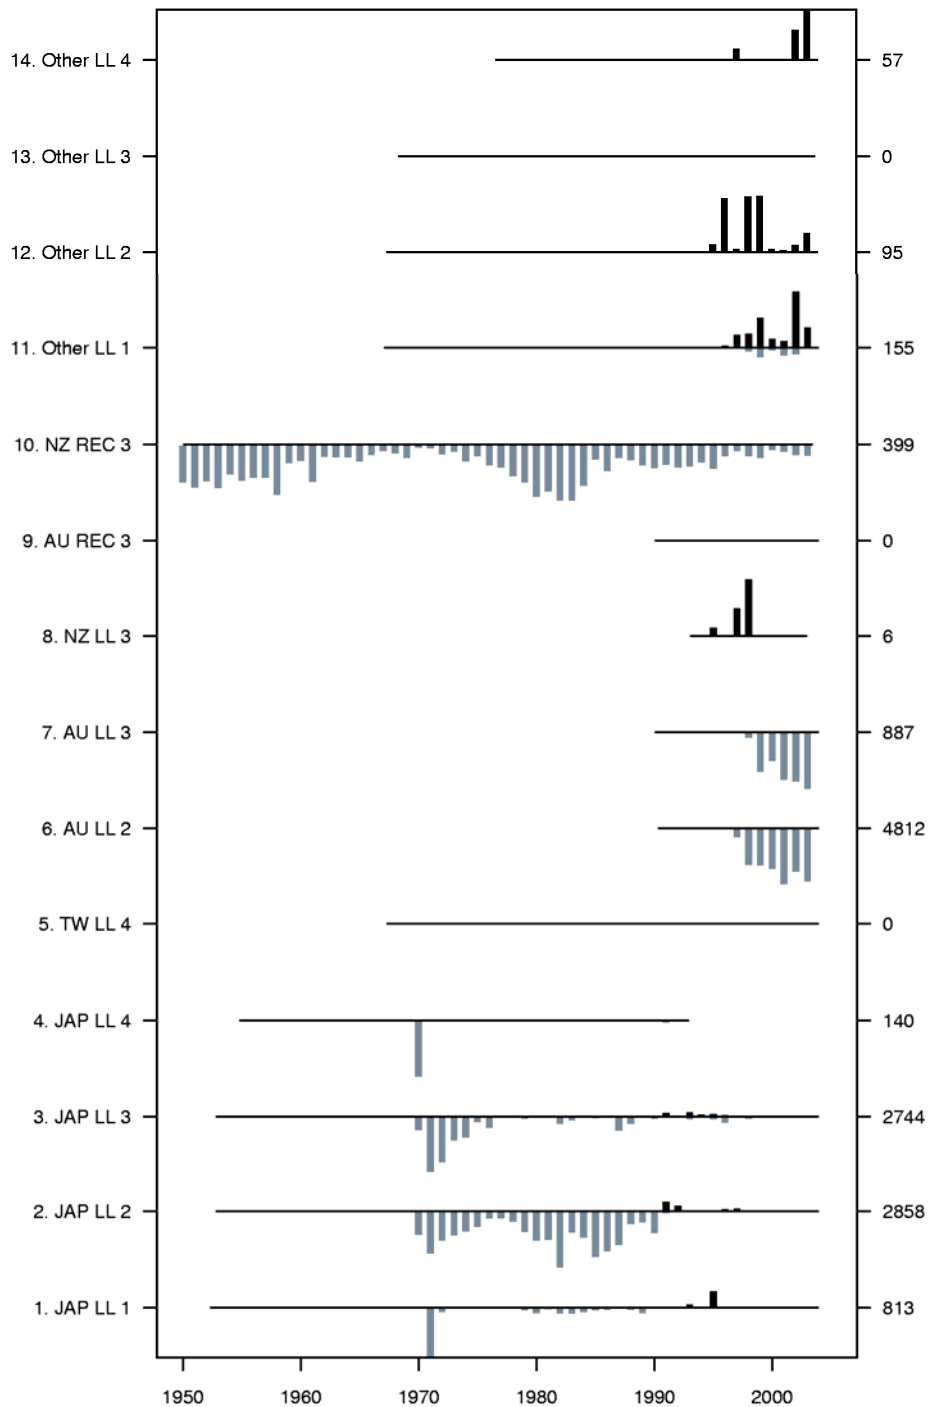 14. Other LL 4 57
13. Other LL 3 0
12. Other LL 2 95
11. Other LL 1 155
10. NZ REC 3 399
9. AU REC 3 0
8. NZ LL 3 6
7. AU LL 3 887
6. AU LL 2 4812
5. TW LL 4 0
4. JAP LL 4 140
3. JAP LL 3 2744
2. JAP LL 2 2858
1. JAP LL 1 813
1950 1960 1970 1980 1990 2000